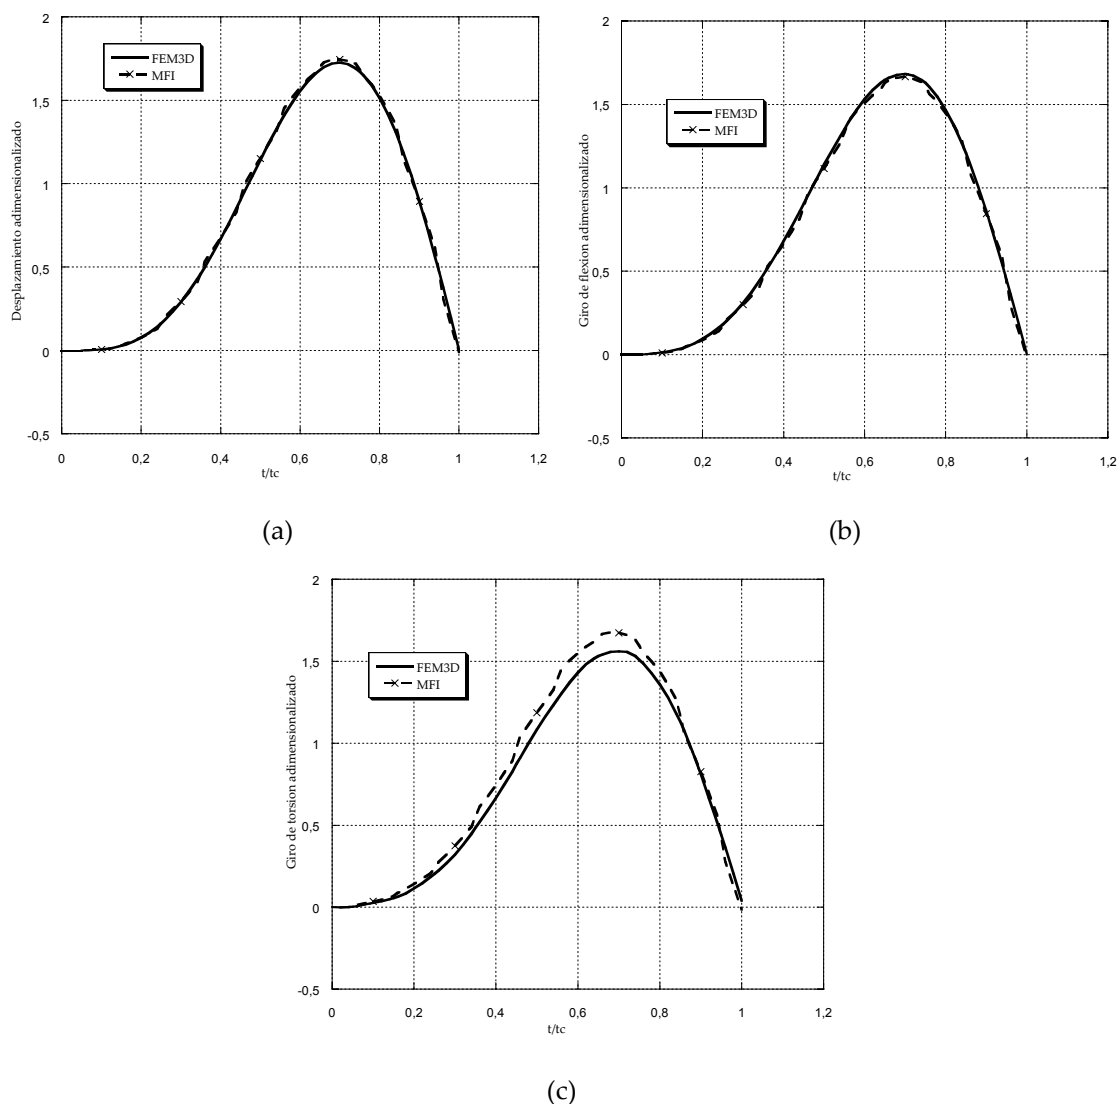 2
1,5
1
0,5
0
-0,5
0
0,2
0,4
0,6
0,8
1
1,2
Desplazamiento adimensionalizado
t/tc
FEM3D
MFI
(a)
2
1,5
1
0,5
0
-0,5
0
0,2
0,4
0,6
0,8
1
1,2
Giro de flexion adimensionalizado
t/tc
FEM3D
MFI
(b)
2
1,5
1
0,5
0
-0,5
0
0,2
0,4
0,6
0,8
1
1,2
Giro de torsion adimensionalizado
t/tc
FEM3D
MFI
(c)